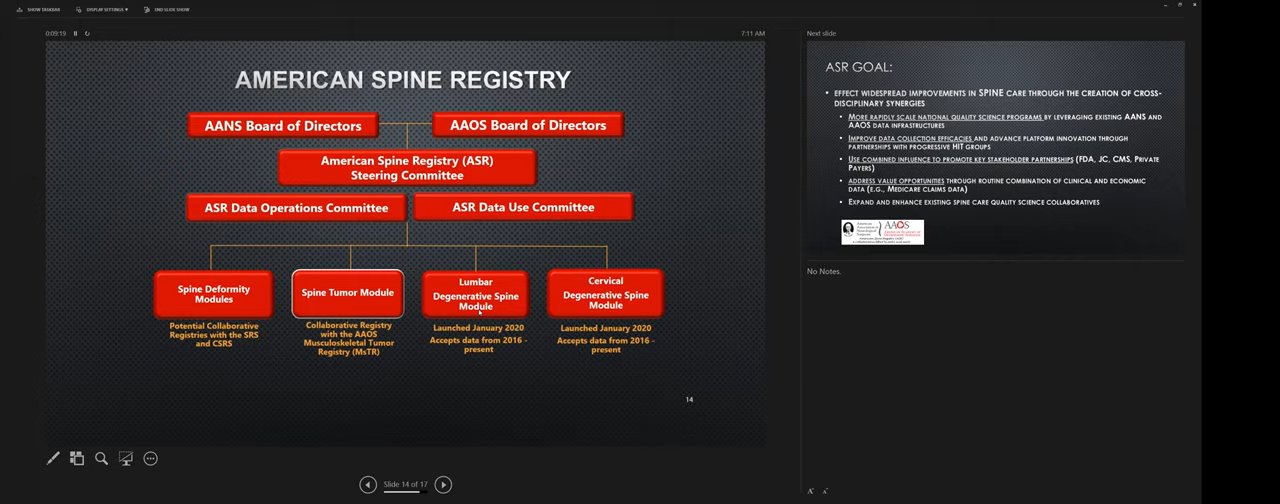 SHOW TASKBAR
DISPLAY SETTINGS
END SLIDE SHOW
0:09:19
7:11 AM
AMERICAN SPINE REGISTRY
AANS Board of Directors
AAOS Board of Directors
American Spine Registry (ASR)
Steering Committee
ASR Data Operations Committee
ASR Data Use Committee
Spine Deformity
Modules
Spine Tumor Module
Lumbar
Degenerative Spine
Module
Cervical
Degenerative Spine
Module
Potential Collaborative
Registries with the SRS
and CSRS
Collaborative Registry
with the AAOS
Musculoskeletal Tumor
Registry (MsTR)
Launched January 2020
Accepts data from 2016 -
present
Launched January 2020
Accepts data from 2016 -
present
14
Slide 14 of 17
Next slide
ASR GOAL:
• EFFECT WIDESPREAD IMPROVEMENTS IN SPINE CARE THROUGH THE CREATION OF CROSS-
DISCIPLINARY SYNERGIES
• MORE RAPIDLY SCALE NATIONAL QUALITY SCIENCE PROGRAMS BY LEVERAGING EXISTING AANS AND
AAOS DATA INFRASTRUCTURES
• IMPROVE DATA COLLECTION EFFICACIES AND ADVANCE PLATFORM INNOVATION THROUGH
PARTNERSHIPS WITH PROGRESSIVE HIT GROUPS
• USE COMBINED INFLUENCE TO PROMOTE KEY STAKEHOLDER PARTNERSHIPS (FDA, JC, CMS, PRIVATE
PAYERS)
• ADDRESS VALUE OPPORTUNITIES THROUGH ROUTINE COMBINATION OF CLINICAL AND ECONOMIC
DATA (E.G., MEDICARE CLAIMS DATA)
• EXPAND AND ENHANCE EXISTING SPINE CARE QUALITY SCIENCE COLLABORATIVES
AAOS
No Notes.